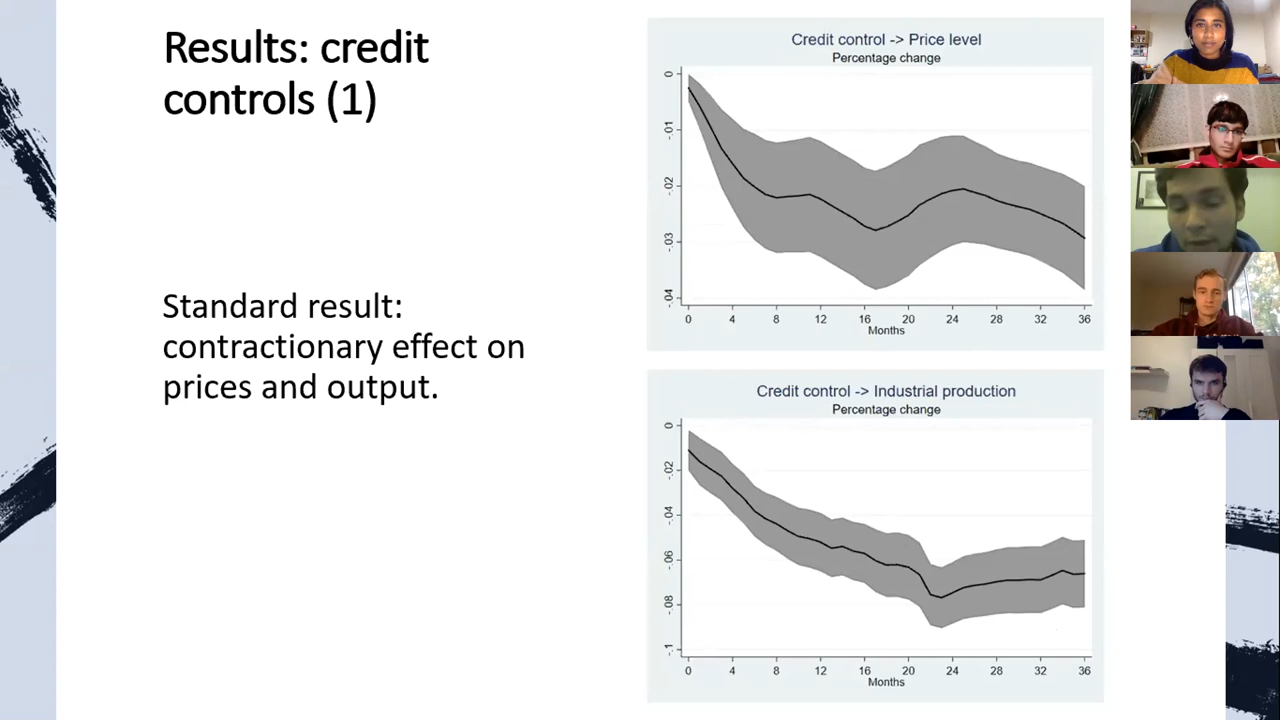 Results: credit
controls (1)
Standard result:
contractionary effect on
prices and output.
Credit control -> Price level
Percentage change
0
-.01
-.02
-.03
-.04
0 4 8 12 16 20 24 28 32 36
Months
Credit control -> Industrial production
Percentage change
0
-.02
-.04
-.06
-.08
-.1
0 4 8 12 16 20 24 28 32 36
Months